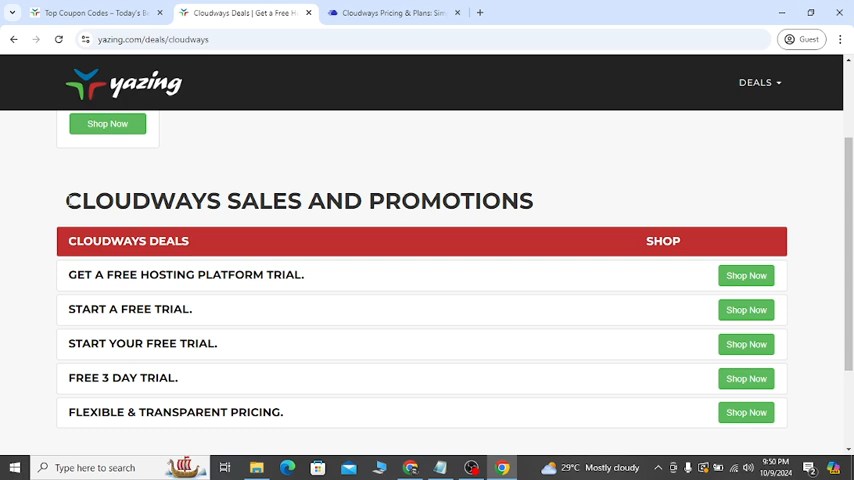 Top Coupon Codes – Today's Be
Cloudways Deals | Get a Free H
Cloudways Pricing & Plans: Sim
yazing.com/deals/cloudways
Guest
yazing
DEALS
Shop Now
CLOUDWAYS SALES AND PROMOTIONS
CLOUDWAYS DEALS SHOP
GET A FREE HOSTING PLATFORM TRIAL. Shop Now
START A FREE TRIAL. Shop Now
START YOUR FREE TRIAL. Shop Now
FREE 3 DAY TRIAL. Shop Now
FLEXIBLE & TRANSPARENT PRICING. Shop Now
Type here to search
29°C Mostly cloudy
9:50 PM
10/9/2024
2